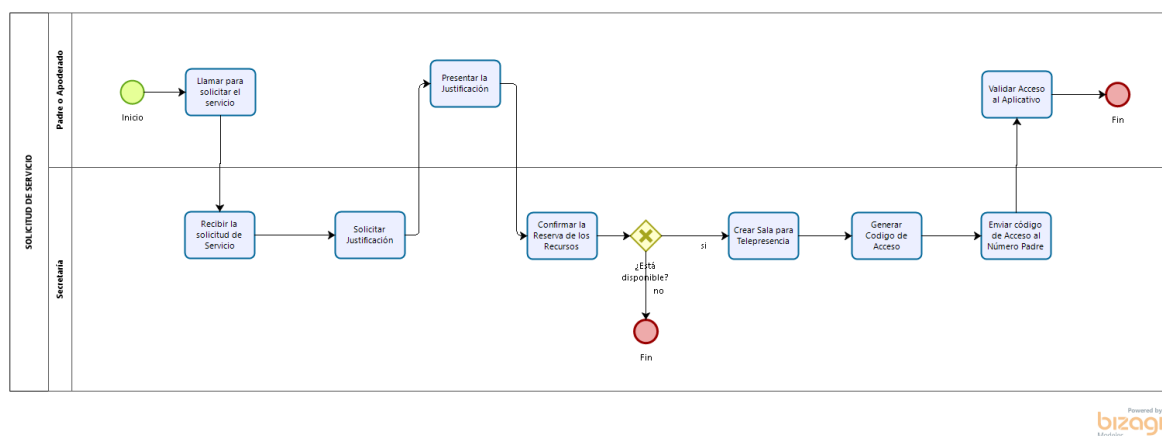 SOLICITUD DE SERVICIO
Padre o Apoderado
Inicio
Llamar para
solicitar el
servicio
Presentar la
Justificación
Validar Acceso
al Aplicativo
Fin
Secretaría
Recibir la
solicitud de
Servicio
Solicitar
Justificación
Confirmar la
Reserva de los
Recursos
¿Está
disponible?
si
no
Fin
Crear Sala para
Telepresencia
Generar
Codigo de
Acceso
Enviar código
de Acceso al
Número Padre
Powered by
bizagi
Modeler